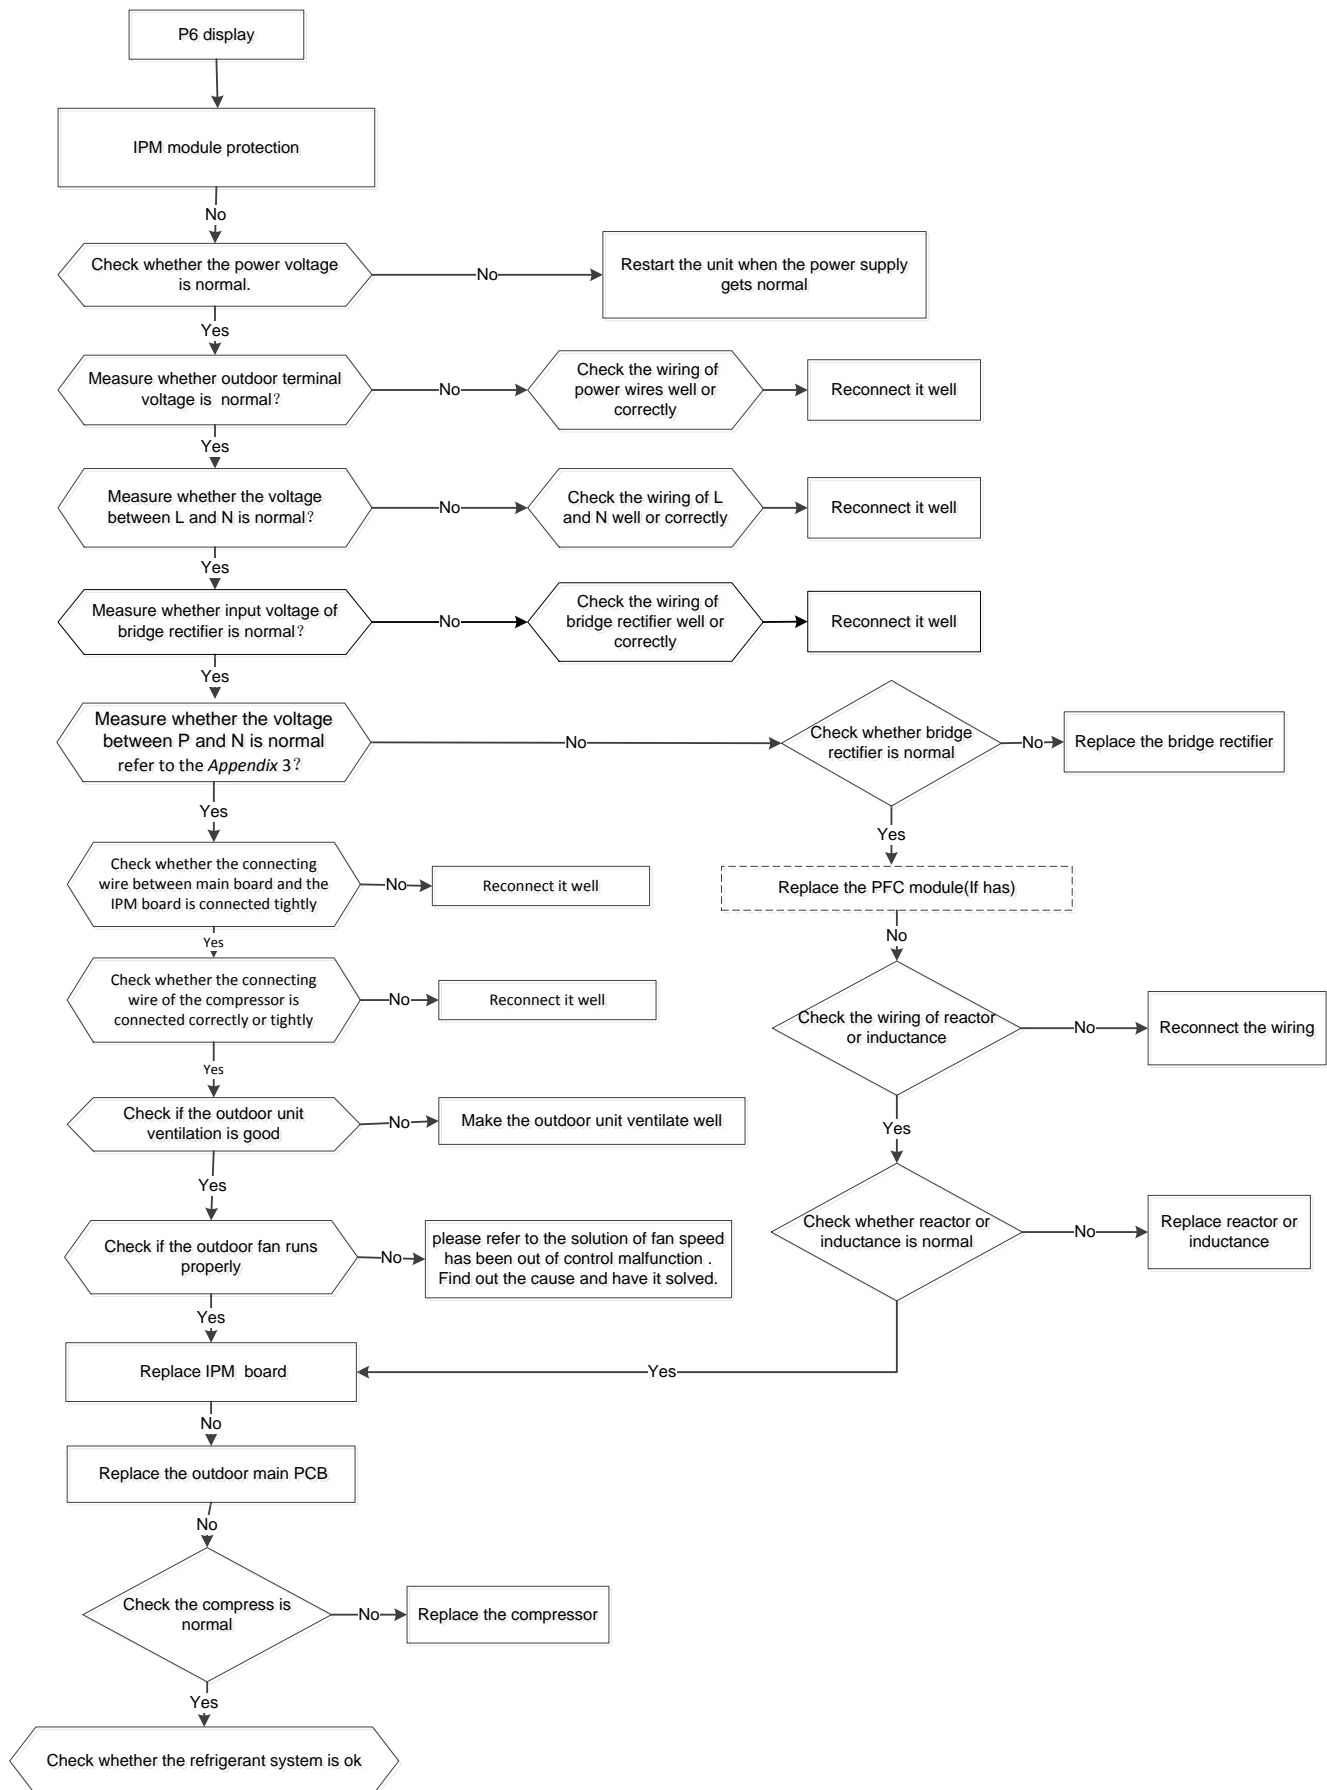 P6 display
IPM module protection
No
Check whether the power voltage
is normal.
No
Restart the unit when the power supply
gets normal
Yes
Measure whether outdoor terminal
voltage is  normal？
No
Check the wiring of
power wires well or
correctly
Reconnect it well
Yes
Measure whether the voltage
between L and N is normal？
No
Check the wiring of L
and N well or correctly
Reconnect it well
Yes
Measure whether input voltage of
bridge rectifier is normal？
No
Check the wiring of
bridge rectifier well or
correctly
Reconnect it well
Yes
Measure whether the voltage
between P and N is normal
refer to the Appendix 3？
No
Check whether bridge
rectifier is normal
No
Replace the bridge rectifier
Yes
Yes
Check whether the connecting
wire between main board and the
IPM board is connected tightly
No
Reconnect it well
Replace the PFC module(If has)
No
Yes
Check whether the connecting
wire of the compressor is
connected correctly or tightly
No
Reconnect it well
Check the wiring of reactor
or inductance
No
Reconnect the wiring
Yes
Check if the outdoor unit
ventilation is good
No
Make the outdoor unit ventilate well
Yes
Yes
Check if the outdoor fan runs
properly
No
please refer to the solution of fan speed
has been out of control malfunction .
Find out the cause and have it solved.
Check whether reactor or
inductance is normal
No
Replace reactor or
inductance
Yes
Replace IPM  board
Yes
No
Replace the outdoor main PCB
No
Check the compress is
normal
No
Replace the compressor
Yes
Check whether the refrigerant system is ok